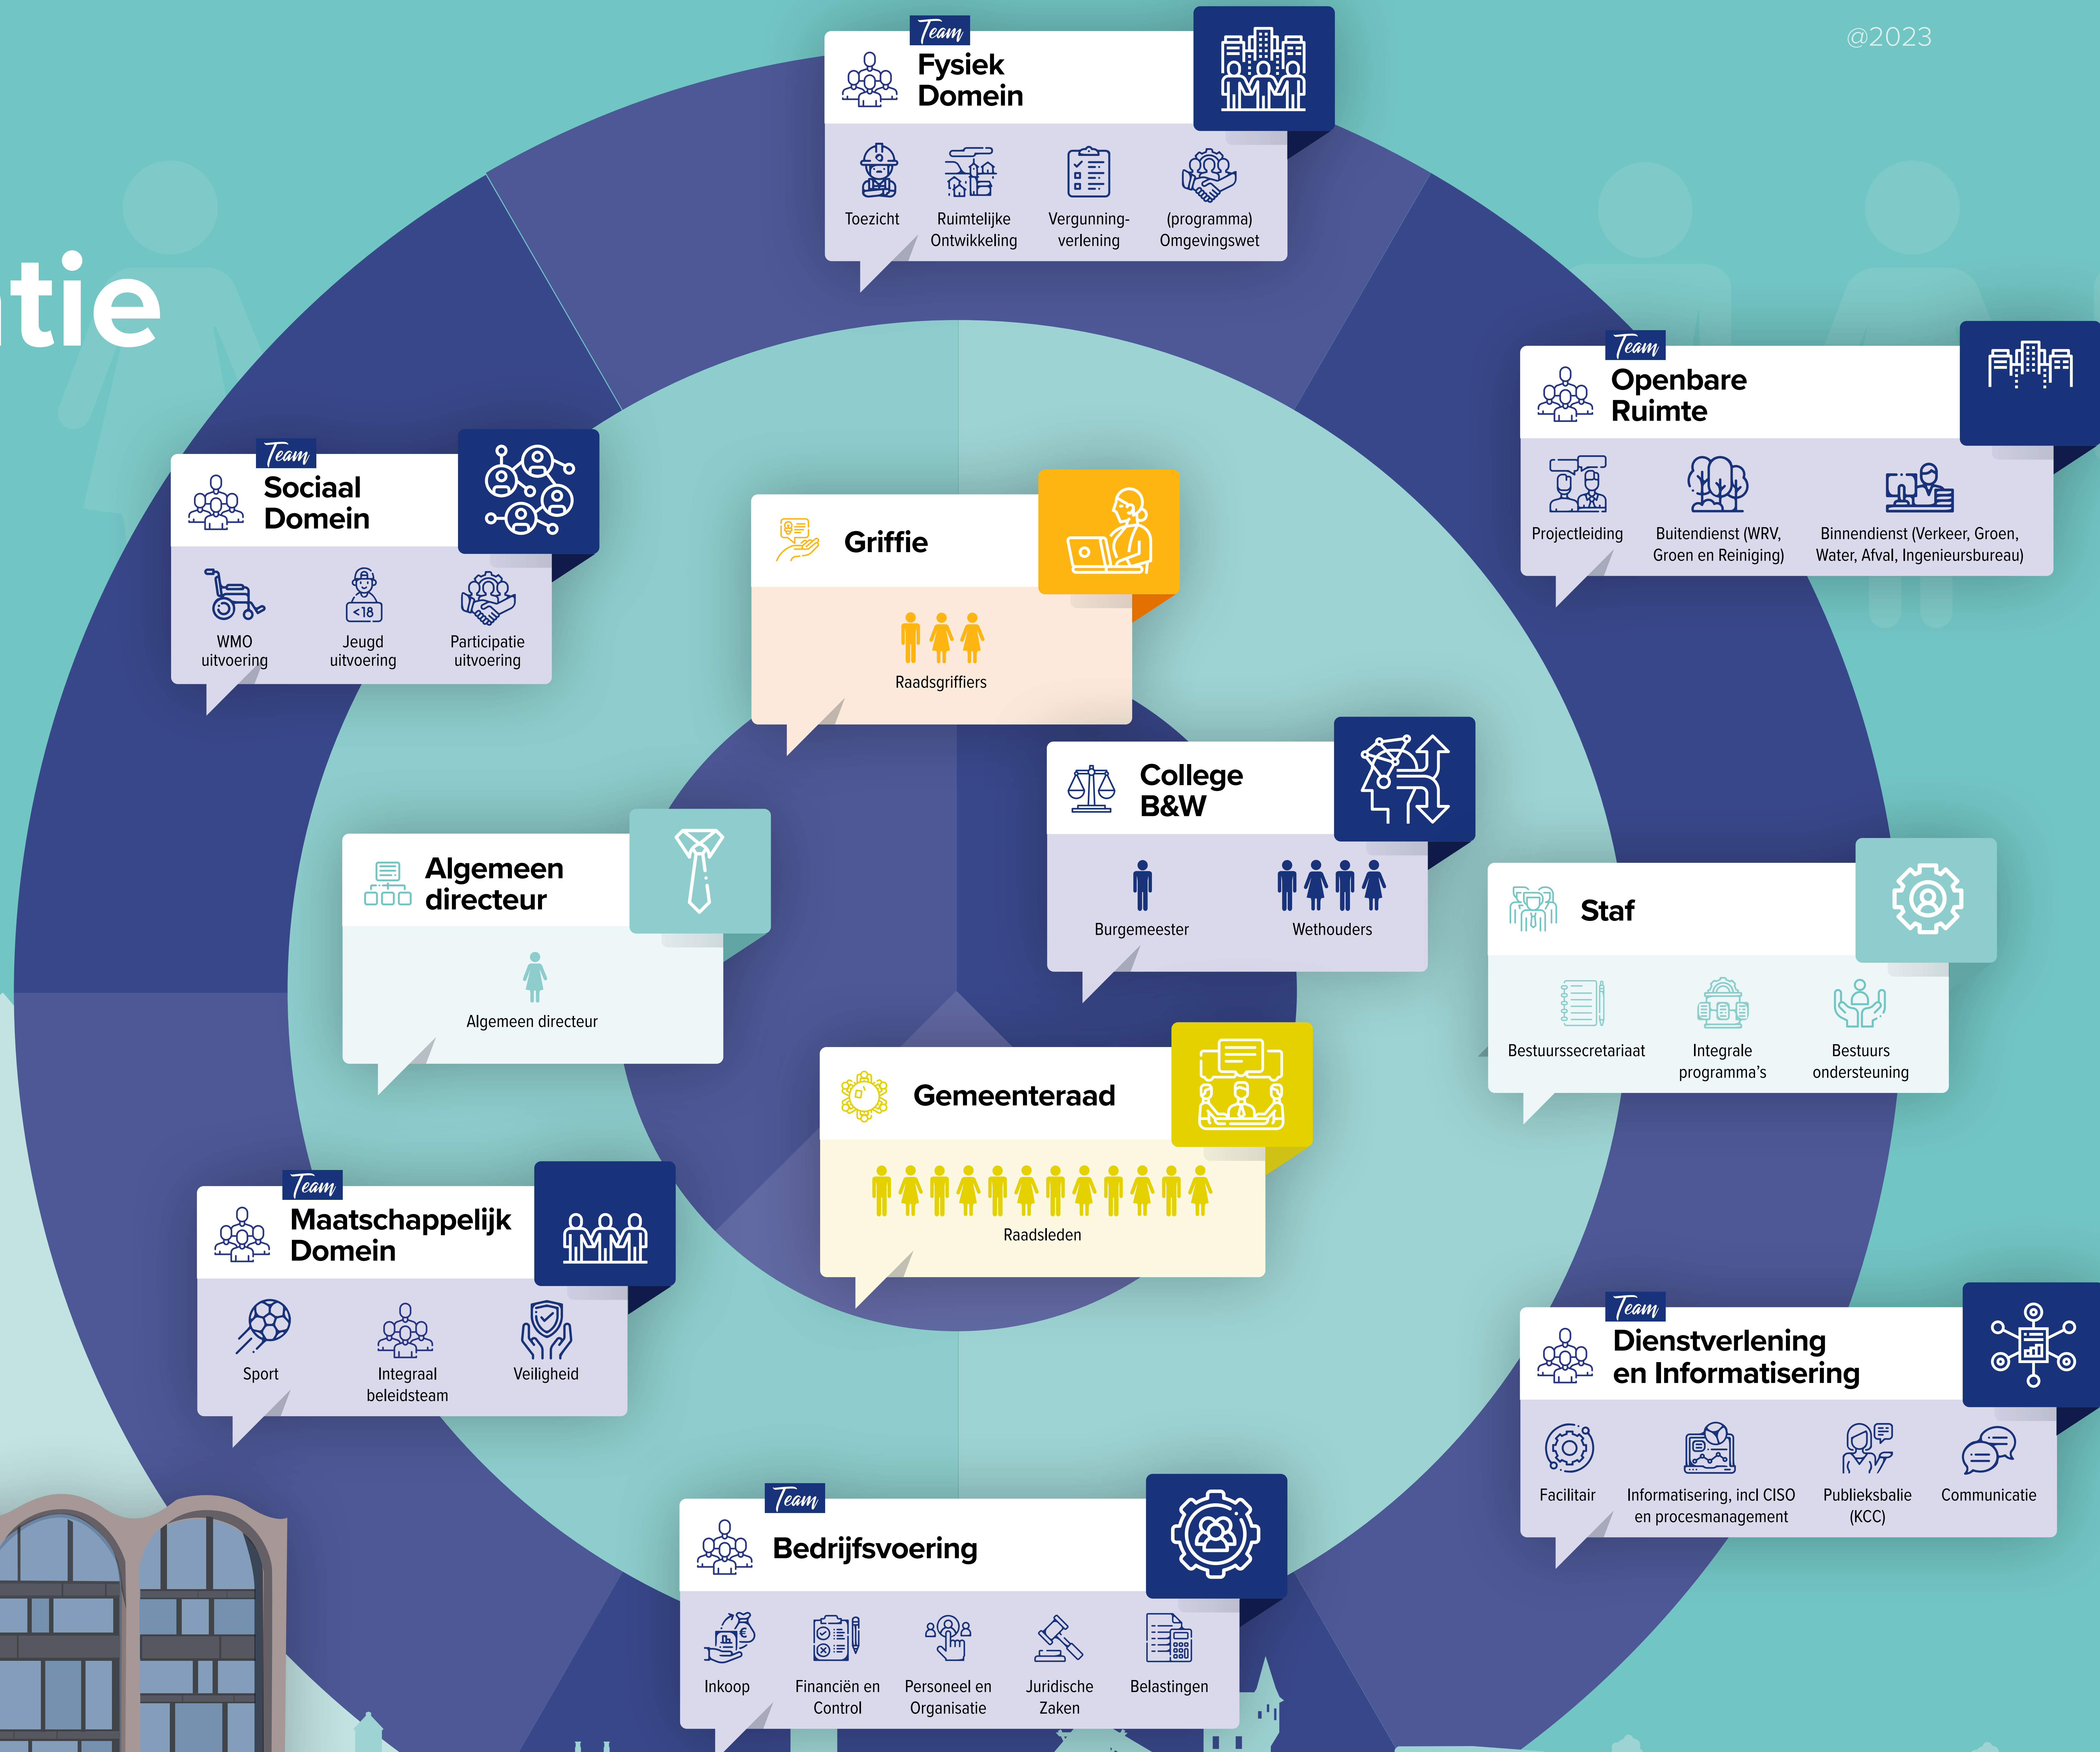 @2023
tie
Team
Fysiek
Domein
Toezicht
Ruimtelijke
Ontwikkeling
Vergunning-
verlening
(programma)
Omgevingswet
Team
Openbare
Ruimte
Projectleiding
Buitendienst (WRV,
Groen en Reiniging)
Binnendienst (Verkeer, Groen,
Water, Afval, Ingenieursbureau)
Team
Sociaal
Domein
WMO
uitvoering
<18
Jeugd
uitvoering
Participatie
uitvoering
Griffie
Raadsgriffiers
College
B&W
Burgemeester
Wethouders
Algemeen
directeur
Algemeen directeur
Staf
Bestuurssecretariaat
Integrale
programma's
Bestuurs
ondersteuning
Gemeenteraad
Raadsleden
Team
Maatschappelijk
Domein
Sport
Integraal
beleidsteam
Veiligheid
Team
Dienstverlening
en Informatisering
Facilitair
Informatisering, incl CISO
en procesmanagement
Publieksbalie
(KCC)
Communicatie
Team
Bedrijfsvoering
Inkoop
Financiën en
Control
Personeel en
Organisatie
Juridische
Zaken
Belastingen